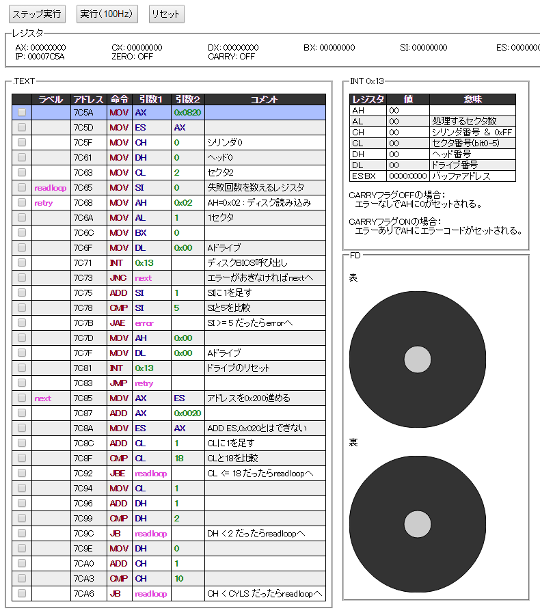 ステップ実行 実行(100Hz) リセット
レジスタ
AX: 00000000 CX: 00000000 DX: 00000000 BX: 00000000 SI: 00000000 ES: 0000
IP: 00007C5A ZERO: OFF CARRY: OFF
TEXT
ラベル アドレス 命令 引数1 引数2 コメント
7C5A MOV AX 0x0820
7C5D MOV ES AX
7C5F MOV CH 0 シリンダ0
7C61 MOV DH 0 ヘッド0
7C63 MOV CL 2 セクタ2
readloop 7C65 MOV SI 0 失敗回数を数えるレジスタ
retry 7C68 MOV AH 0x02 AH=0x02 : ディスク読み込み
7C6A MOV AL 1 1セクタ
7C6C MOV BX 0
7C6F MOV DL 0x00 Aドライブ
7C71 INT 0x13 ディスクBIOS呼び出し
7C73 JNC next エラーがおきなければnextへ
7C75 ADD SI 1 SIに1を足す
7C78 CMP SI 5 SIと5を比較
7C7B JAE error SI >= 5 だったらerrorへ
7C7D MOV AH 0x00
7C7F MOV DL 0x00 Aドライブ
7C81 INT 0x13 ドライブのリセット
7C83 JMP retry
next 7C85 MOV AX ES アドレスを0x200進める
7C87 ADD AX 0x0020
7C8A MOV ES AX ADD ES,0x020とはできない
7C8C ADD CL 1 CLに1を足す
7C8F CMP CL 18 CLと18を比較
7C92 JBE readloop CL <= 18 だったらreadloopへ
7C94 MOV CL 1
7C96 ADD DH 1
7C99 CMP DH 2
7C9C JB readloop DH < 2 だったらreadloopへ
7C9E MOV DH 0
7CA0 ADD CH 1
7CA3 CMP CH 10
7CA6 JB readloop CH < CYLS だったらreadloopへ
INT 0x13
レジスタ 値 意味
AH 00
AL 00 処理するセクタ数
CH 00 シリンダ番号 & 0xFF
CL 00 セクタ番号(bit0-5)
DH 00 ヘッド番号
DL 00 ドライブ番号
ES:BX 0000:0000 バッファアドレス
CARRYフラグOFFの場合:
エラーなしでAHに0がセットされる。
CARRYフラグONの場合:
エラーありでAHにエラーコードがセットされる。
FD
表
裏